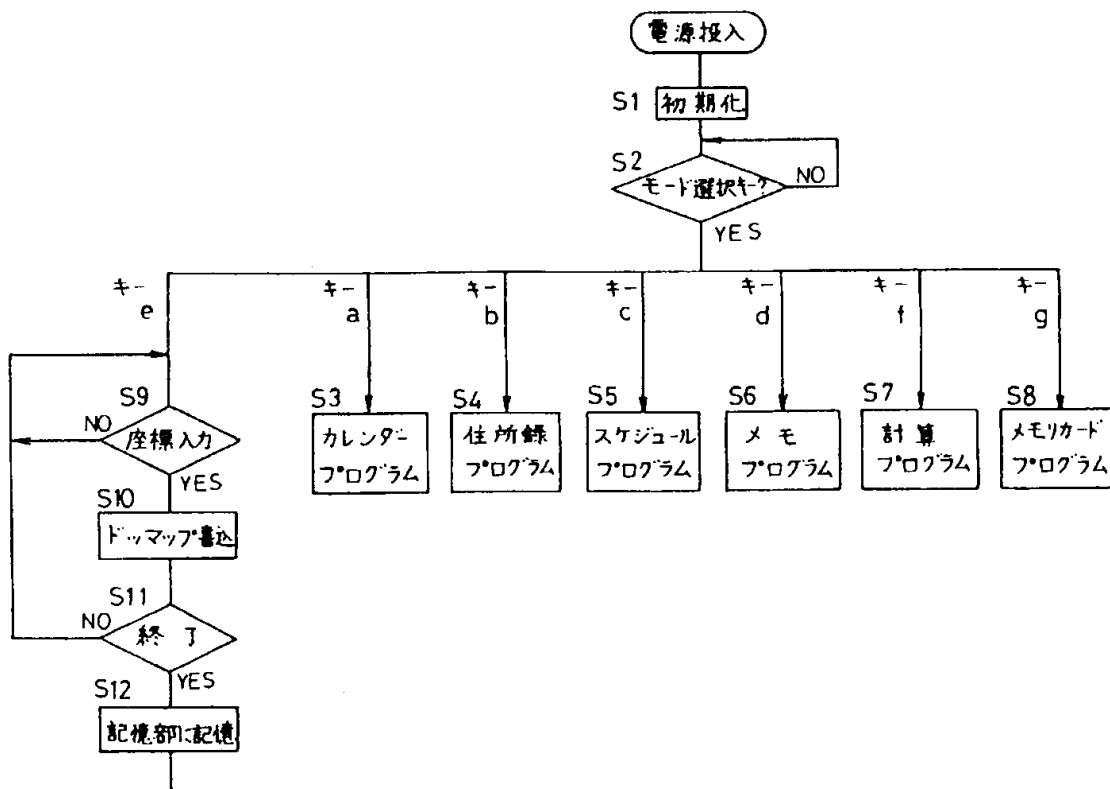 電源投入
S1
初期化
S2
モード選択キー?
NO
YES
キー
e
キー
a
キー
b
キー
c
キー
d
キー
f
キー
g
S9
NO
座標入力
YES
S3
カレンダー
プログラム
S4
住所録
プログラム
S5
スケジュール
プログラム
S6
メモ
プログラム
S7
計算
プログラム
S8
メモリカード
プログラム
S10
ドッマップ書込
S11
NO
終了
YES
S12
記憶部に記憶